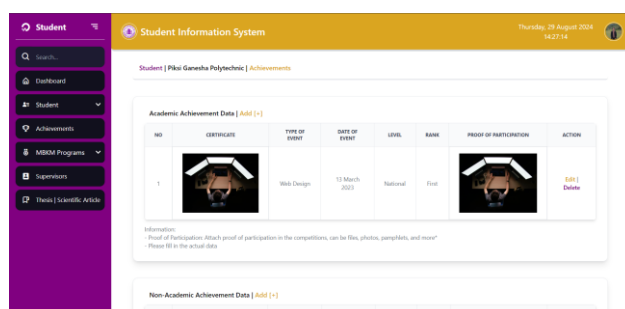 Student
Student Information System
Thursday, 29 August 2024
14:27:14
Search...
Dashboard
Student
Achievements
MBKM Programs
Supervisors
Thesis | Scientific Article
Student | Piksi Ganesha Polytechnic | Achievements
Academic Achievement Data | Add [+]
NO CERTIFICATE TYPE OF EVENT DATE OF EVENT LEVEL RANK PROOF OF PARTICIPATION ACTION
1 Web Design 13 March 2023 National First Edit | Delete
Information:
- Proof of Participation: Attach proof of participation in the competitions, can be files, photos, pamphlets, and more*
- Please fill in the actual data
Non-Academic Achievement Data | Add [+]